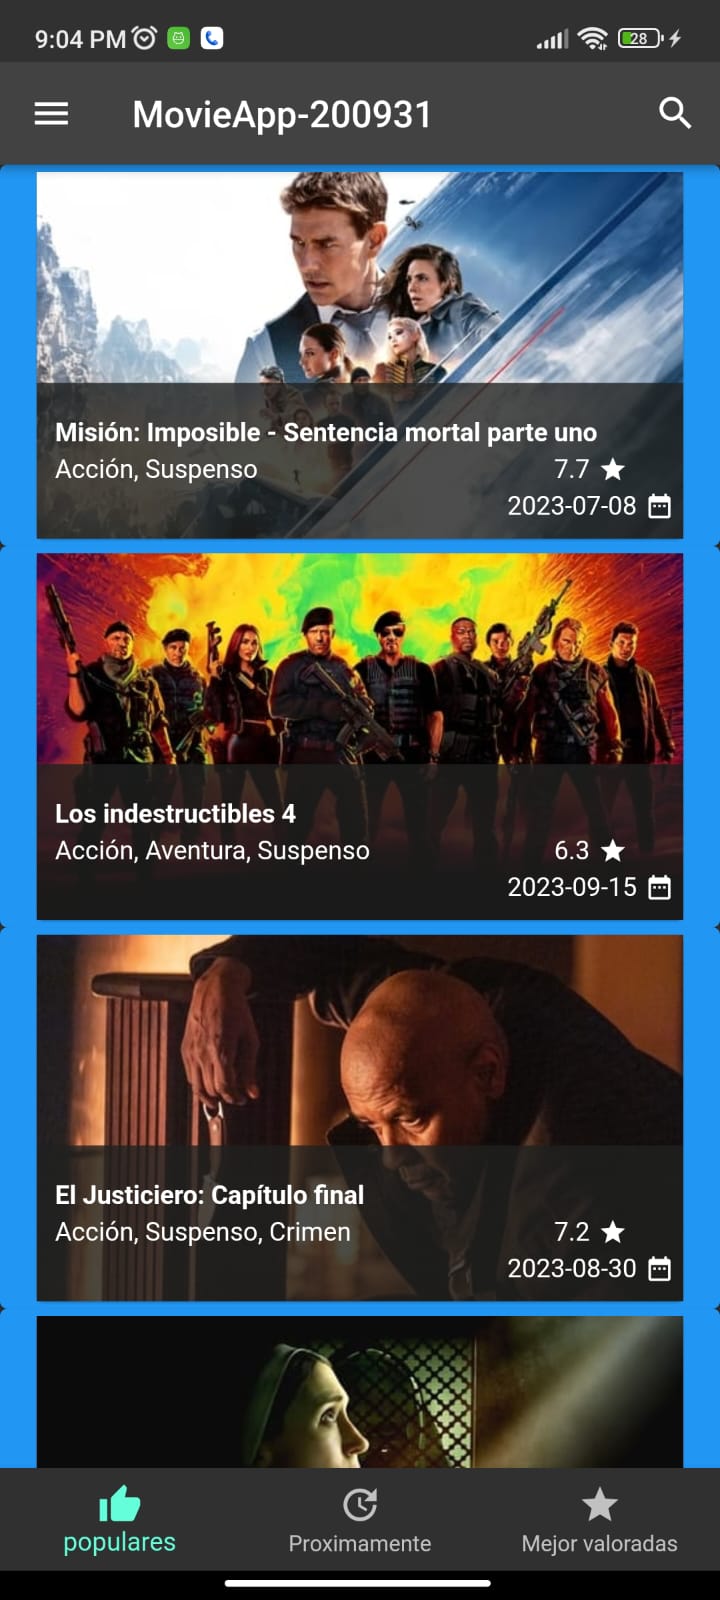 9:04 PM
28
MovieApp-200931
Misión: Imposible - Sentencia mortal parte uno
Acción, Suspenso
7.7
2023-07-08
Los indestructibles 4
Acción, Aventura, Suspenso
6.3
2023-09-15
El Justiciero: Capítulo final
Acción, Suspenso, Crimen
7.2
2023-08-30
populares
Proximamente
Mejor valoradas